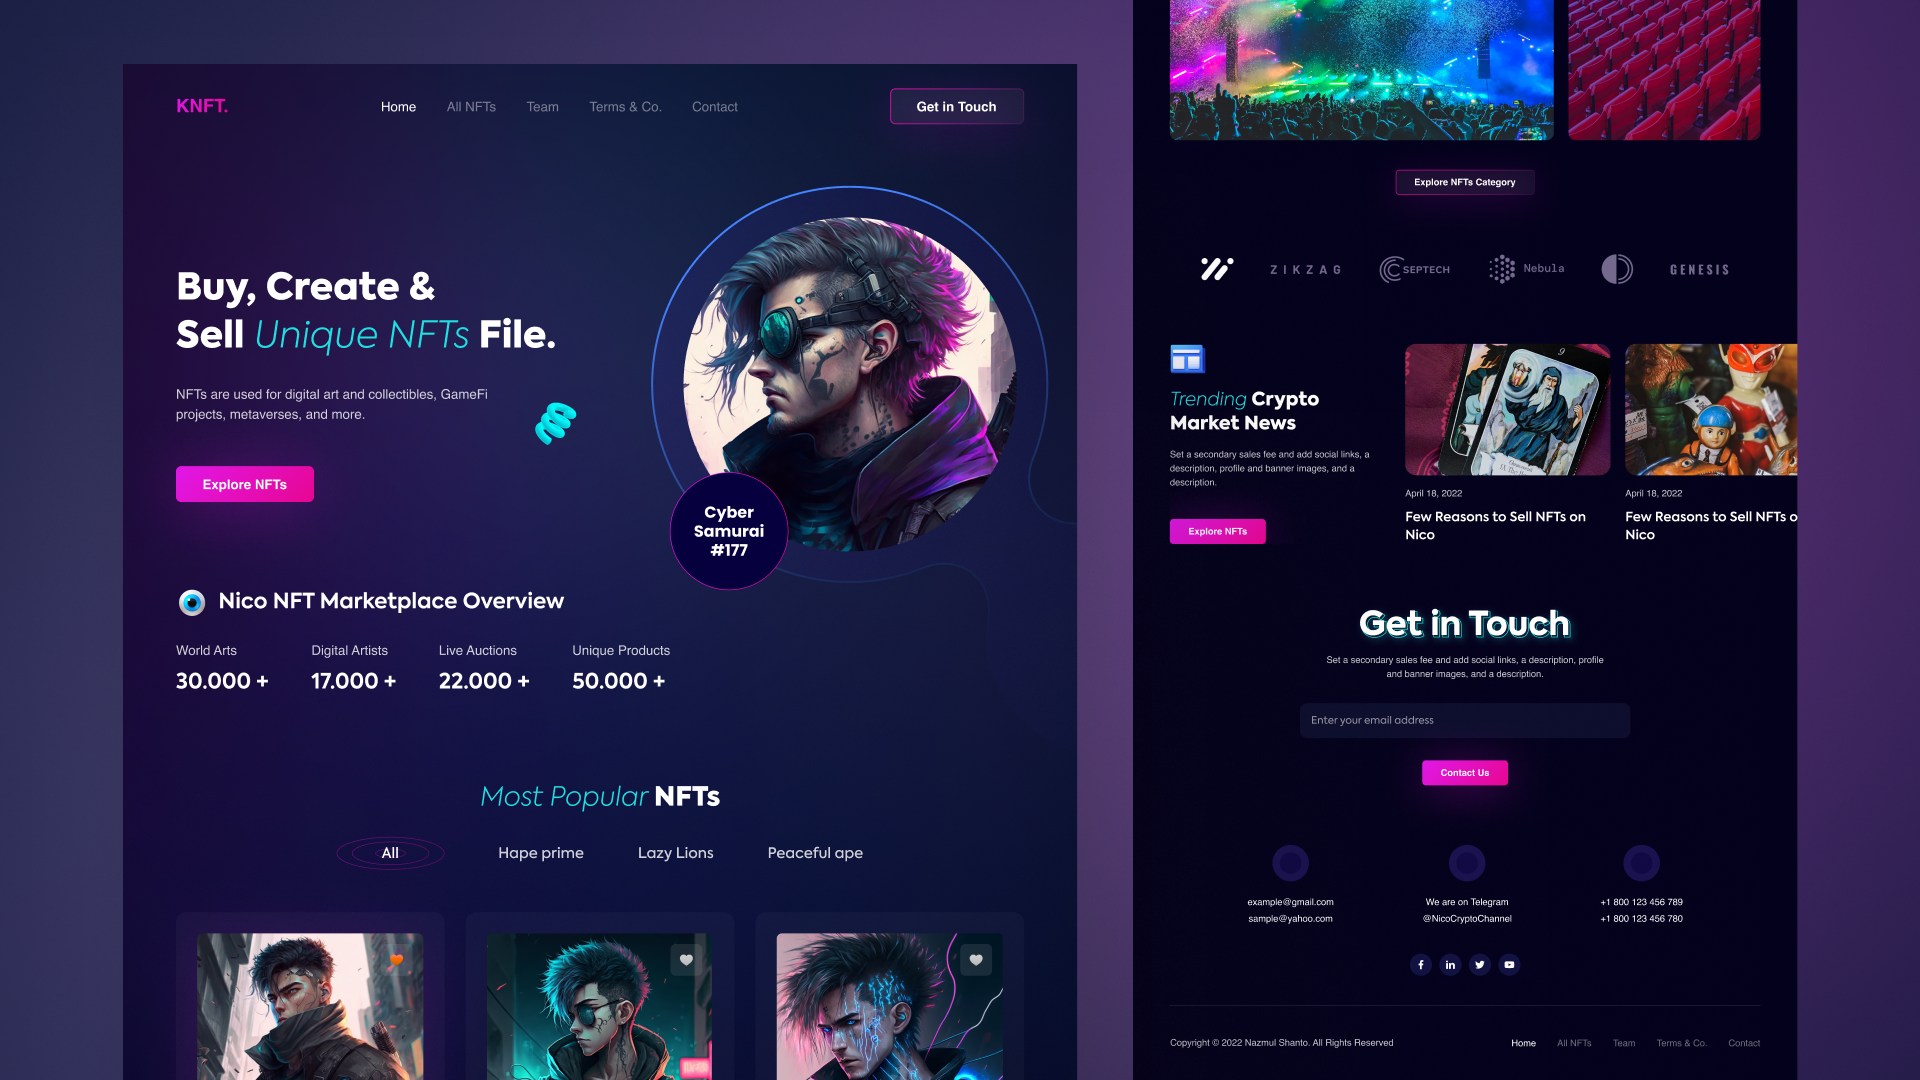 KNFT.
Home
All NFTs
Team
Terms & Co.
Contact
Get in Touch
Buy, Create &
Sell Unique NFTs File.
NFTs are used for digital art and collectibles, GameFi
projects, metaverses, and more.
Explore NFTs
Cyber
Samurai
#177
Nico NFT Marketplace Overview
World Arts
30.000 +
Digital Artists
17.000 +
Live Auctions
22.000 +
Unique Products
50.000 +
Most Popular NFTs
All
Hape prime
Lazy Lions
Peaceful ape
Explore NFTs Category
ZIKZAG
SEPTECH
Nebula
GENESIS
Trending Crypto
Market News
Set a secondary sales fee and add social links, a
description, profile and banner images, and a
description.
Explore NFTs
April 18, 2022
Few Reasons to Sell NFTs on
Nico
April 18, 2022
Few Reasons to Sell NFTs o
Nico
Get in Touch
Set a secondary sales fee and add social links, a description, profile
and banner images, and a description.
Enter your email address
Contact Us
example@gmail.com
sample@yahoo.com
We are on Telegram
@NicoCryptoChannel
+1 800 123 456 789
+1 800 123 456 780
Copyright © 2022 Nazmul Shanto. All Rights Reserved
Home
All NFTs
Team
Terms & Co.
Contact